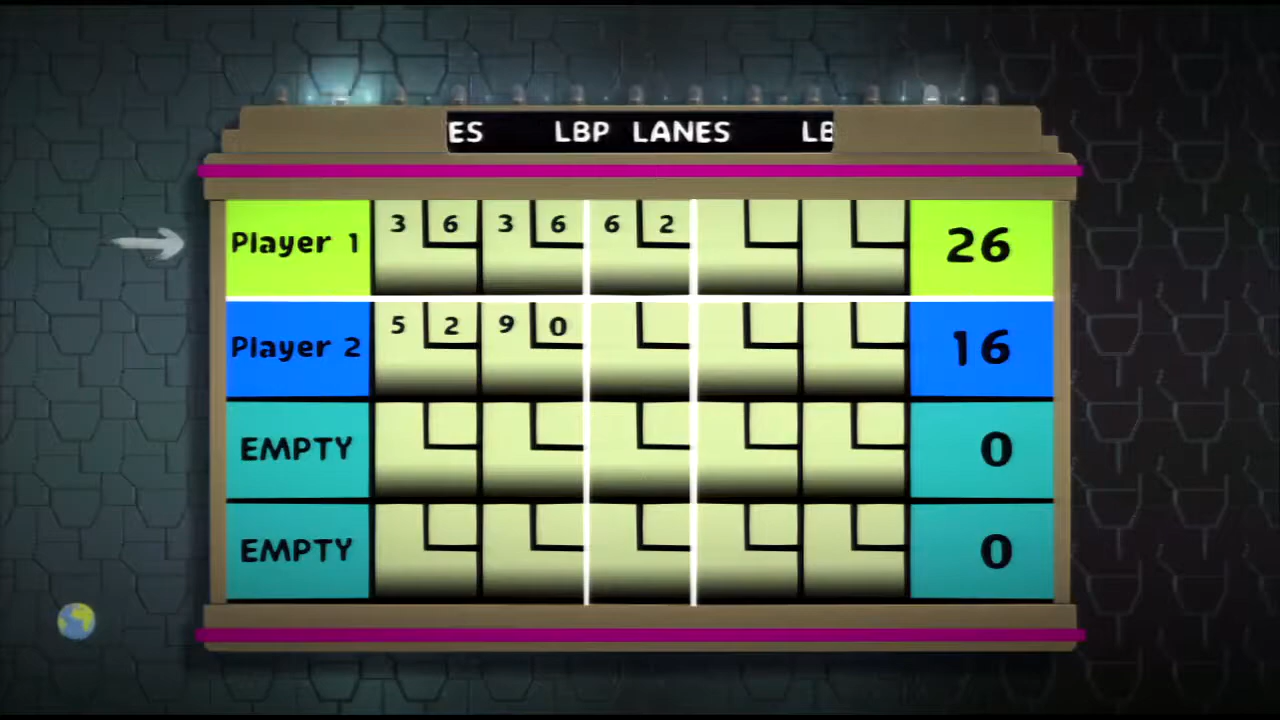 ES LBP LANES LB
Player 1 3 6 3 6 6 2 26
Player 2 5 2 9 0 16
EMPTY 0
EMPTY 0